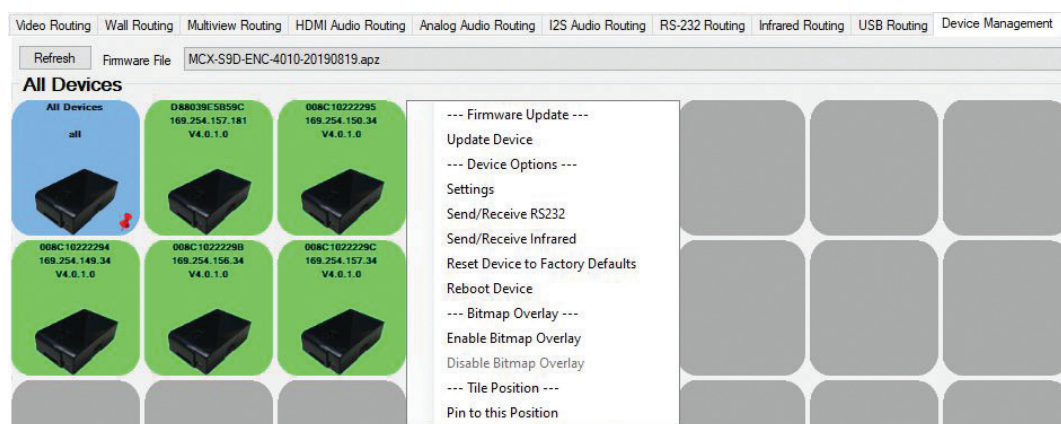 Video Routing Wall Routing Multiview Routing HDMI Audio Routing Analog Audio Routing I2S Audio Routing RS-232 Routing Infrared Routing USB Routing Device Management
Refresh Firmware File MCX-S9D-ENC-4010-20190819.apz
All Devices
All Devices
all
D88039E5B59C
169.254.157.181
V4.0.1.0
008C10222295
169.254.150.34
V4.0.1.0
008C10222294
169.254.149.34
V4.0.1.0
008C1022229B
169.254.156.34
V4.0.1.0
008C1022229C
169.254.157.34
V4.0.1.0
--- Firmware Update ---
Update Device
--- Device Options ---
Settings
Send/Receive RS232
Send/Receive Infrared
Reset Device to Factory Defaults
Reboot Device
--- Bitmap Overlay ---
Enable Bitmap Overlay
Disable Bitmap Overlay
--- Tile Position ---
Pin to this Position